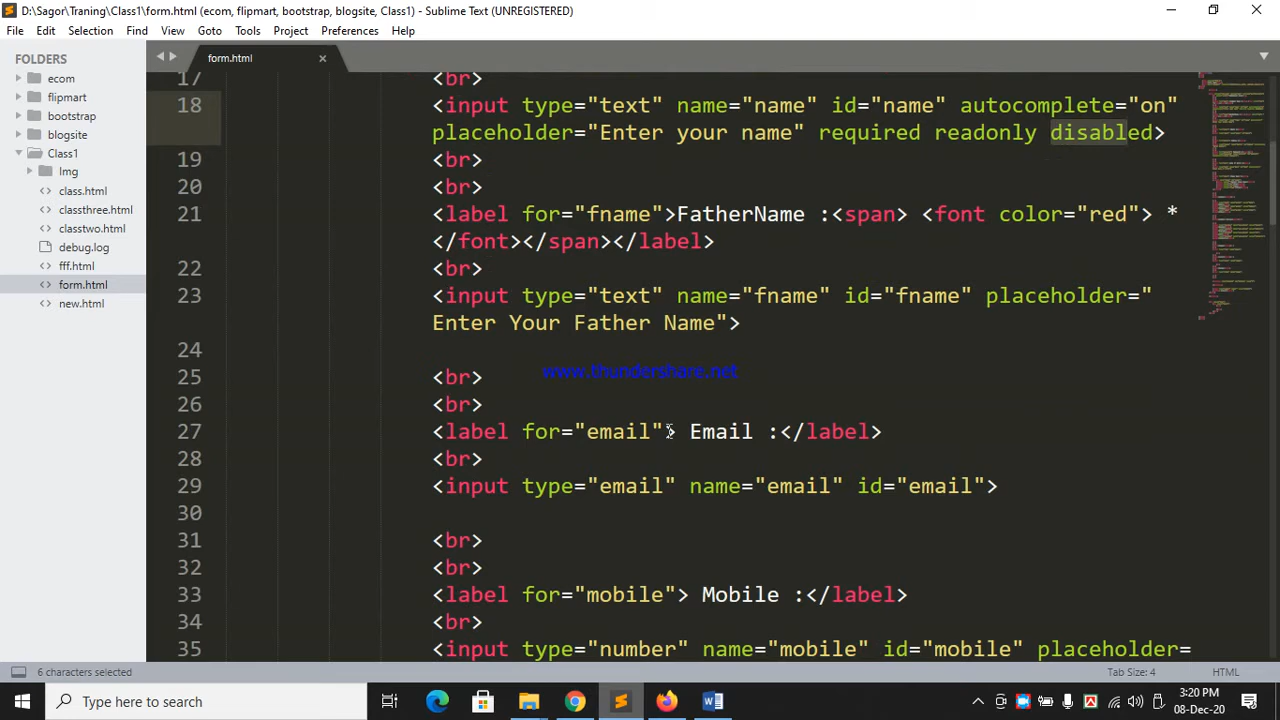 D:\Sagor\Traning\Class1\form.html (ecom, flipmart, bootstrap, blogsite, Class1) - Sublime Text (UNREGISTERED)
File Edit Selection Find View Goto Tools Project Preferences Help
FOLDERS
ecom
flipmart
bootstrap
blogsite
Class1
Img
class.html
classthree.html
classtwo.html
debug.log
fff.html
form.html
new.html
form.html
17 <br>
18 <input type="text" name="name" id="name" autocomplete="on"
placeholder="Enter your name" required readonly disabled>
19 <br>
20 <br>
21 <label for="fname">FatherName :<span> <font color="red"> *
</font></span></label>
22 <br>
23 <input type="text" name="fname" id="fname" placeholder="
Enter Your Father Name">
24
www.thundershare.net
25 <br>
26 <br>
27 <label for="email"> Email :</label>
28 <br>
29 <input type="email" name="email" id="email">
30
31 <br>
32 <br>
33 <label for="mobile"> Mobile :</label>
34 <br>
35 <input type="number" name="mobile" id="mobile" placeholder=
6 characters selected
Tab Size: 4
HTML
Type here to search
3:20 PM
08-Dec-20